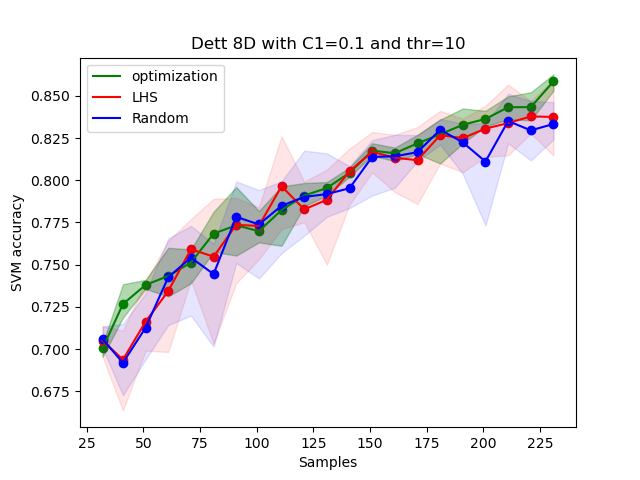 Dett 8D with C1=0.1 and thr=10
optimization
LHS
Random
0.850
0.825
0.800
0.775
0.750
0.725
0.700
0.675
SVM accuracy
25 50 75 100 125 150 175 200 225
Samples